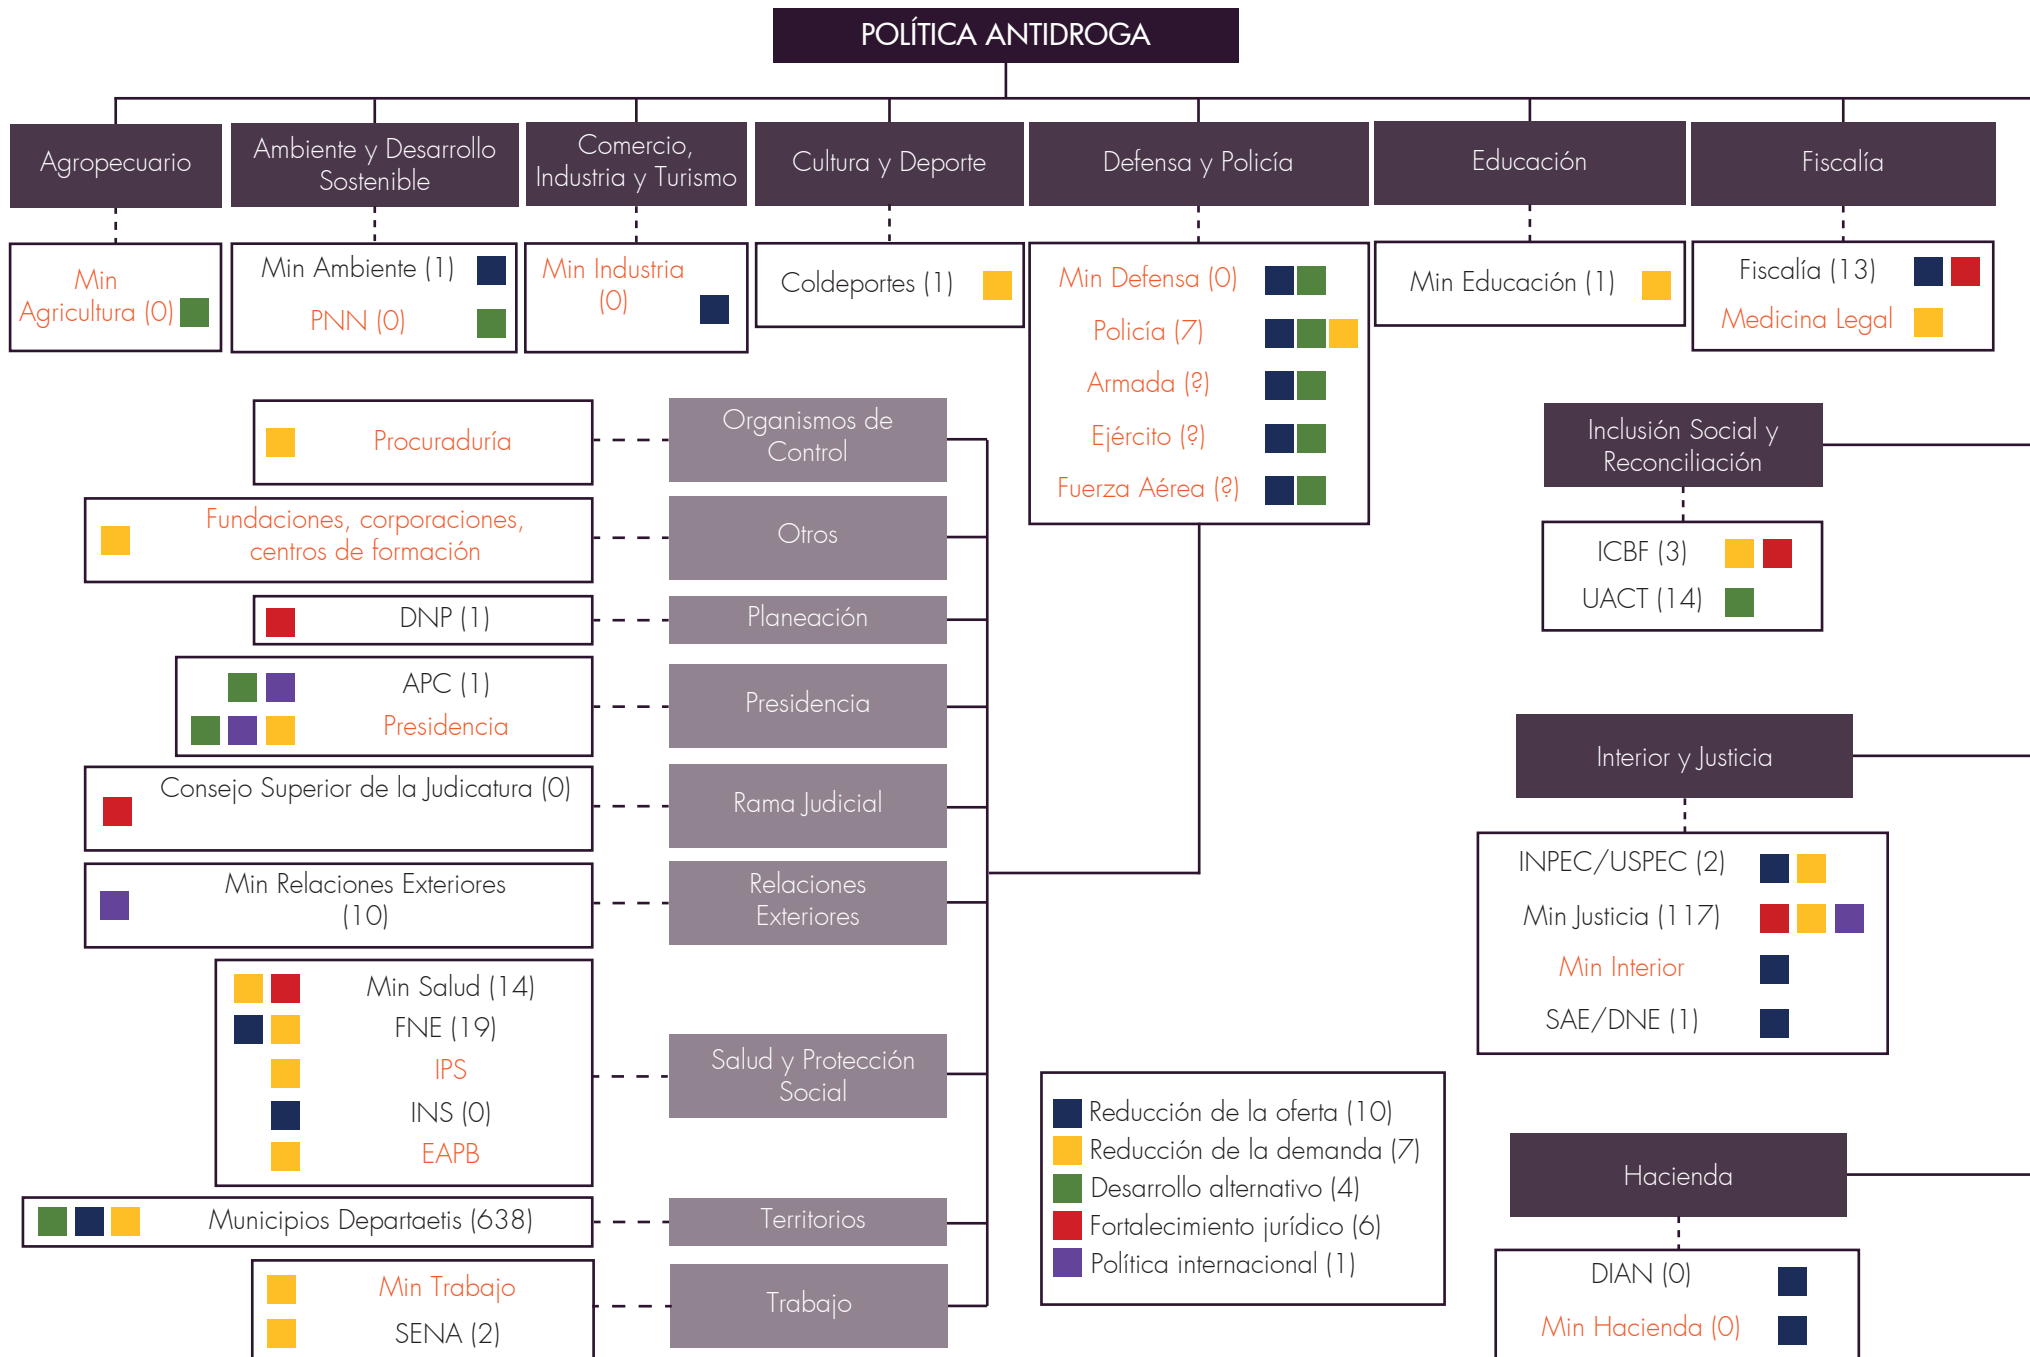 POLÍTICA ANTIDROGA
Agropecuario
Ambiente y Desarrollo
Sostenible
Comercio,
Industria y Turismo
Cultura y Deporte
Defensa y Policía
Educación
Fiscalía
Min
Agricultura (0)
Min Ambiente (1)
PNN (0)
Min Industria
(0)
Coldeportes (1)
Min Defensa (0)
Policía (7)
Armada (?)
Ejército (?)
Fuerza Aérea (?)
Min Educación (1)
Fiscalía (13)
Medicina Legal
Procuraduría
Organismos de
Control
Fundaciones, corporaciones,
centros de formación
Otros
DNP (1)
Planeación
APC (1)
Presidencia
Presidencia
Consejo Superior de la Judicatura (0)
Rama Judicial
Min Relaciones Exteriores
(10)
Relaciones
Exteriores
Min Salud (14)
FNE (19)
IPS
INS (0)
EAPB
Salud y Protección
Social
Municipios Departaetis (638)
Territorios
Min Trabajo
SENA (2)
Trabajo
Inclusión Social y
Reconciliación
ICBF (3)
UACT (14)
Interior y Justicia
INPEC/USPEC (2)
Min Justicia (117)
Min Interior
SAE/DNE (1)
Reducción de la oferta (10)
Reducción de la demanda (7)
Desarrollo alternativo (4)
Fortalecimiento jurídico (6)
Política internacional (1)
Hacienda
DIAN (0)
Min Hacienda (0)